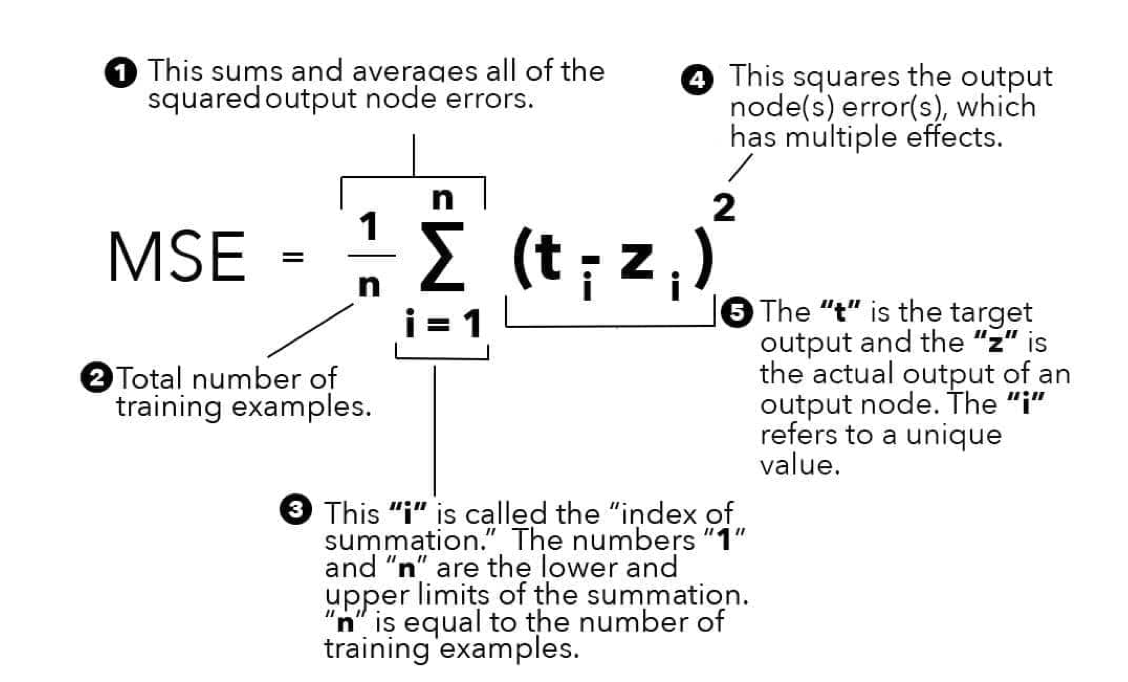 1 This sums and averages all of the
squared output node errors.
4 This squares the output
node(s) error(s), which
has multiple effects.
MSE = 1/n n Σ i = 1 (t i - z i)2
5 The “t” is the target
output and the “z” is
the actual output of an
output node. The “i”
refers to a unique
value.
2 Total number of
training examples.
3 This “i” is called the “index of
summation.” The numbers “1”
and “n” are the lower and
upper limits of the summation.
“n” is equal to the number of
training examples.